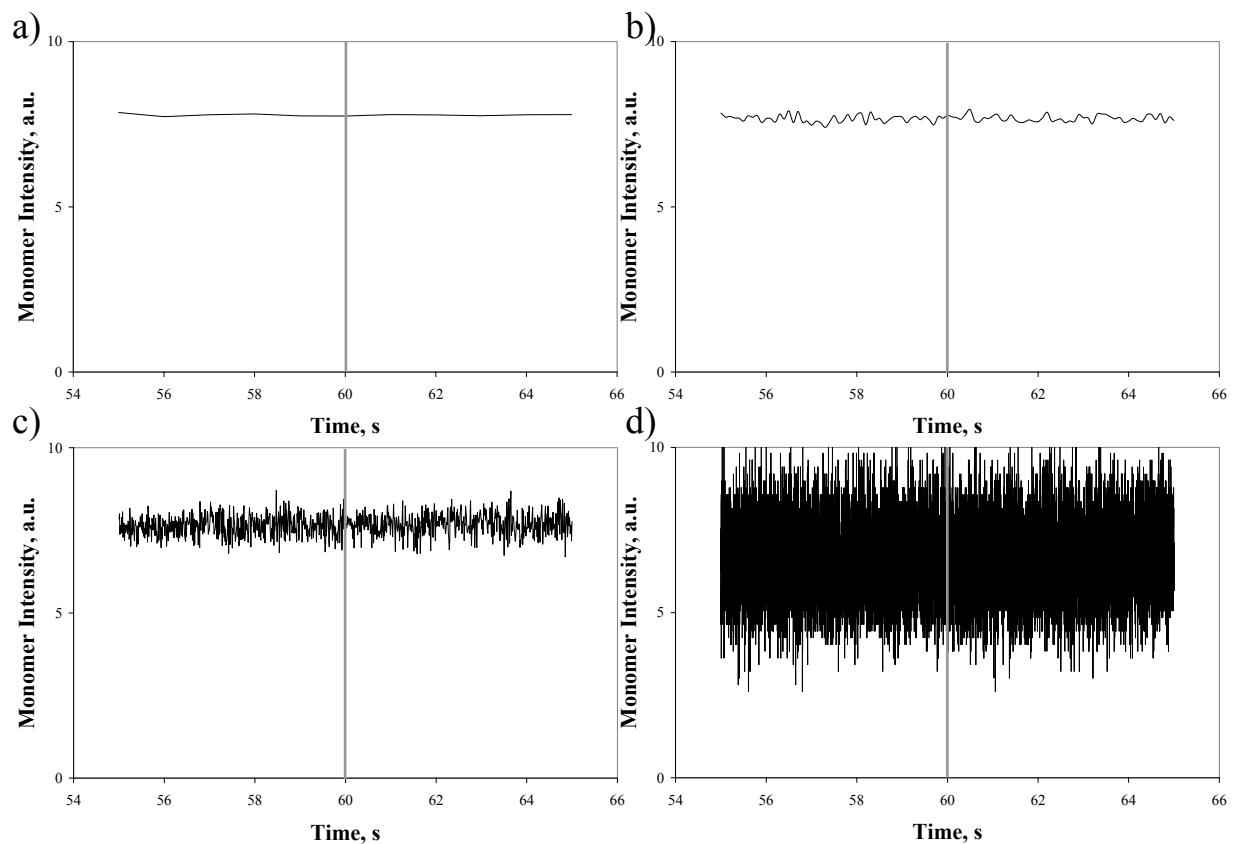 a)
10
5
0
Monomer Intensity, a.u.
54 56 58 60 62 64 66
Time, s
b)
10
5
0
Monomer Intensity, a.u.
54 56 58 60 62 64 66
Time, s
c)
10
5
0
Monomer Intensity, a.u.
54 56 58 60 62 64 66
Time, s
d)
10
5
0
Monomer Intensity, a.u.
54 56 58 60 62 64 66
Time, s